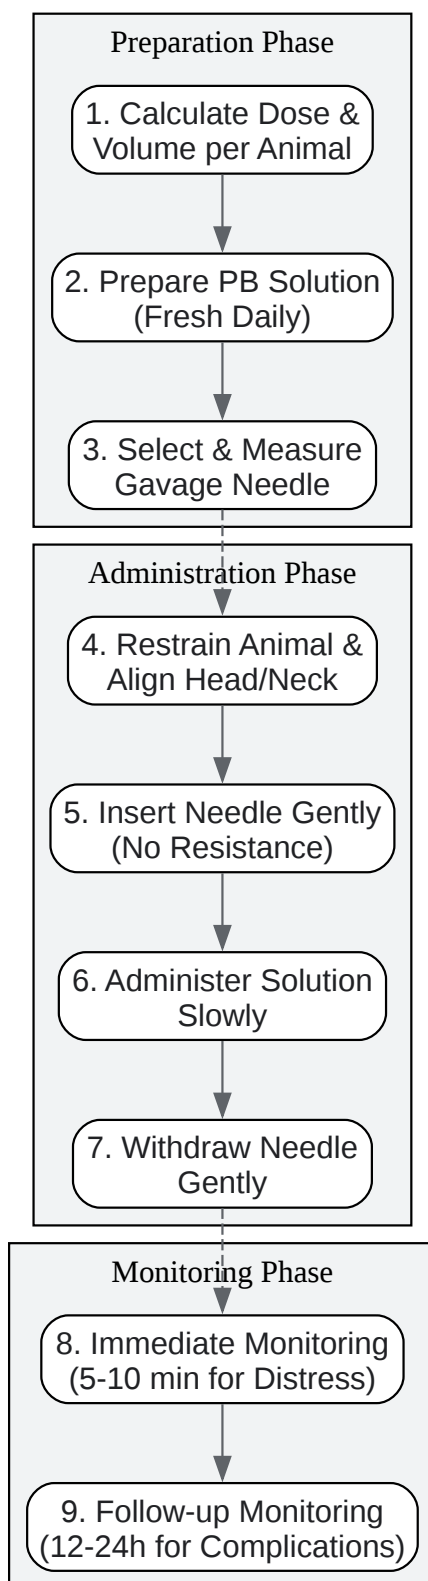 Preparation Phase
1. Calculate Dose &
Volume per Animal
2. Prepare PB Solution
(Fresh Daily)
3. Select & Measure
Gavage Needle
Administration Phase
4. Restrain Animal &
Align Head/Neck
5. Insert Needle Gently
(No Resistance)
6. Administer Solution
Slowly
7. Withdraw Needle
Gently
Monitoring Phase
8. Immediate Monitoring
(5-10 min for Distress)
9. Follow-up Monitoring
(12-24h for Complications)